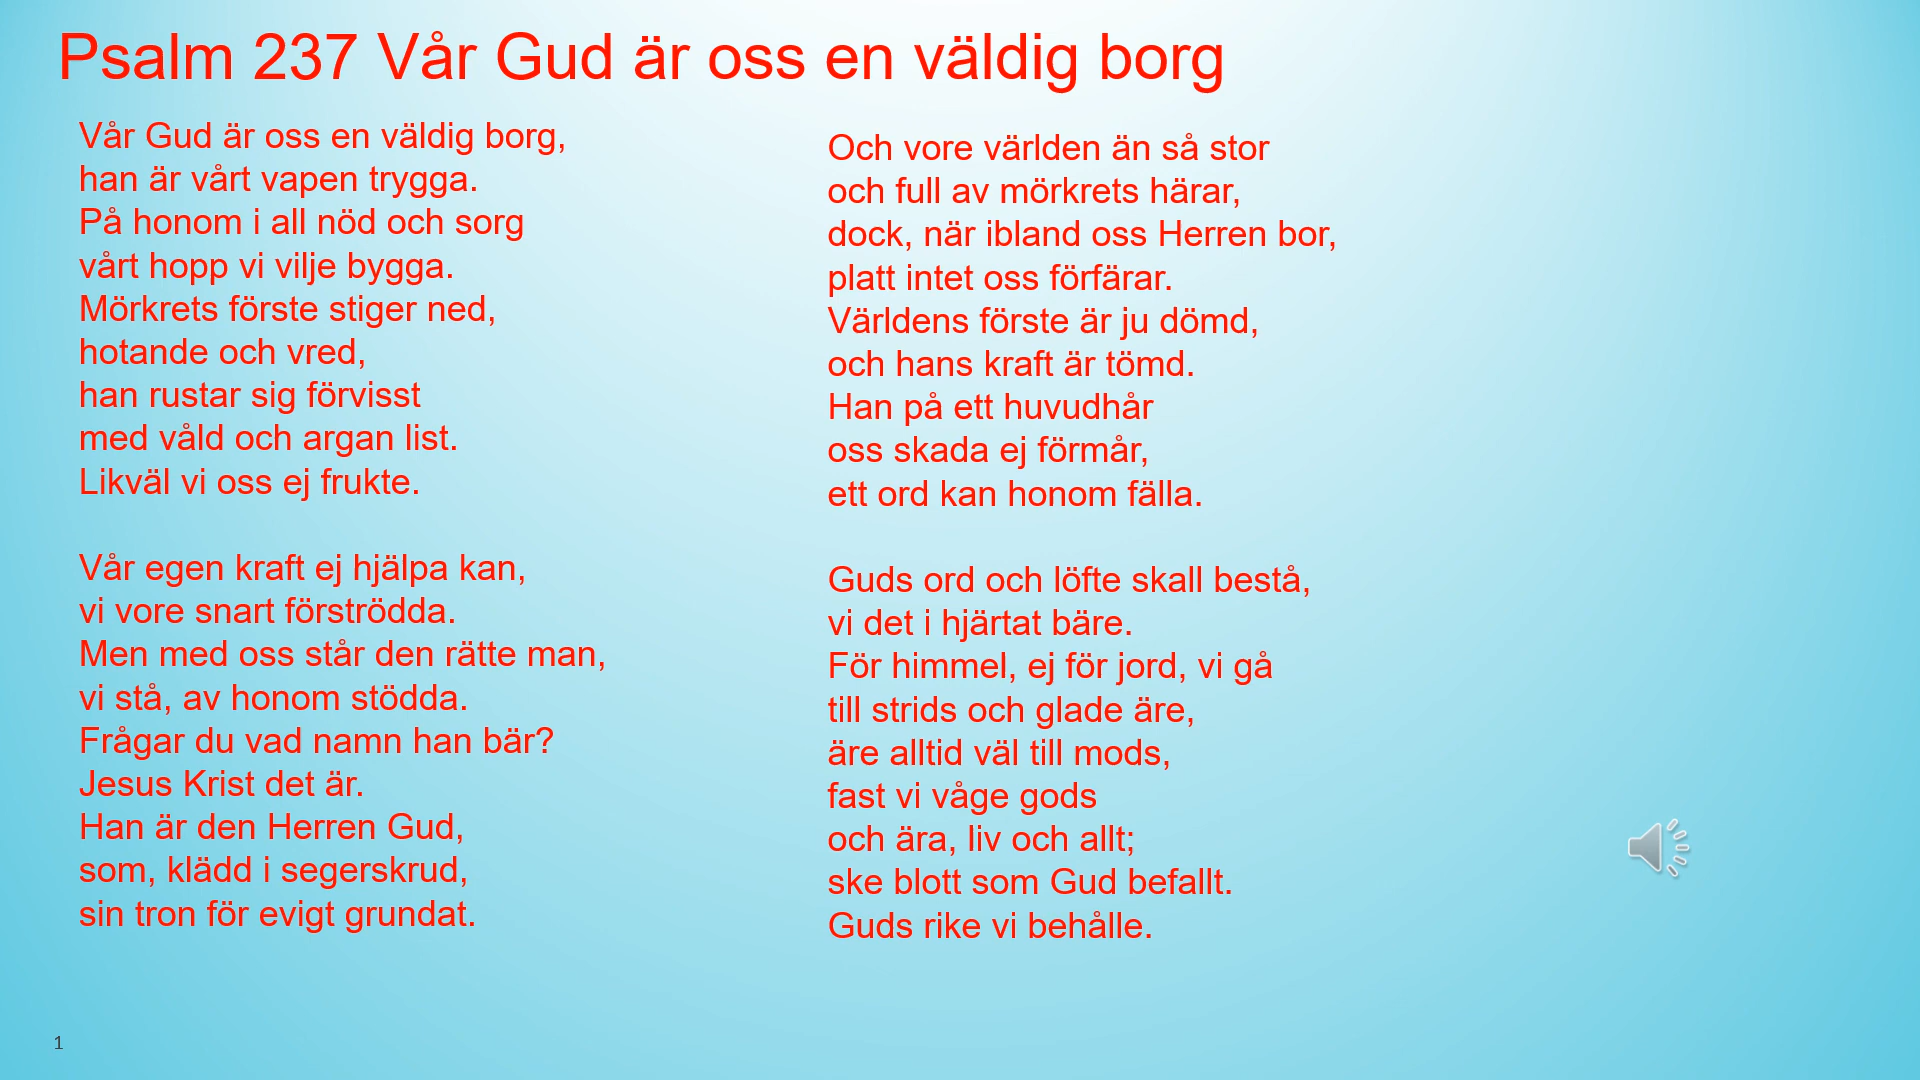 Psalm 237 Vår Gud är oss en väldig borg
Vår Gud är oss en väldig borg,
han är vårt vapen trygga.
På honom i all nöd och sorg
vårt hopp vi vilje bygga.
Mörkrets förste stiger ned,
hotande och vred,
han rustar sig förvisst
med våld och argan list.
Likväl vi oss ej frukte.

Vår egen kraft ej hjälpa kan,
vi vore snart förströdda.
Men med oss står den rätte man,
vi stå, av honom stödda.
Frågar du vad namn han bär?
Jesus Krist det är.
Han är den Herren Gud,
som, klädd i segerskrud,
sin tron för evigt grundat.

Och vore världen än så stor
och full av mörkrets härar,
dock, när ibland oss Herren bor,
platt intet oss förfärar.
Världens förste är ju dömd,
och hans kraft är tömd.
Han på ett huvudhår
oss skada ej förmår,
ett ord kan honom fälla.

Guds ord och löfte skall bestå,
vi det i hjärtat bäre.
För himmel, ej för jord, vi gå
till strids och glade äre,
äre alltid väl till mods,
fast vi våge gods
och ära, liv och allt;
ske blott som Gud befallt.
Guds rike vi behålle.
1